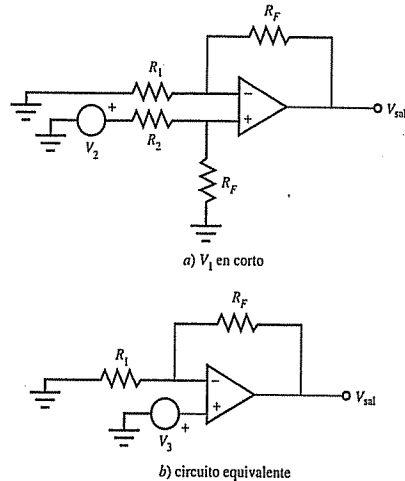 R_F
R_1
−
V_sal
+
+
R_2
V_2
R_F
a) V_1 en corto
R_F
R_1
−
V_sal
+
V_3
+
b) circuito equivalente